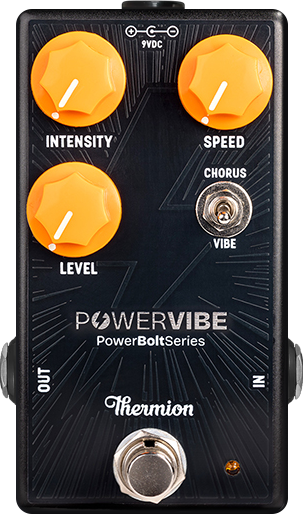 9VDC
INTENSITY
SPEED
CHORUS
LEVEL
VIBE
POWERVIBE
PowerBoltSeries
OUT
IN
Thermion